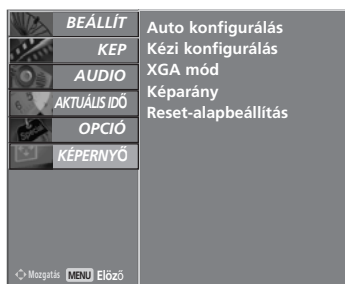 BEÁLLÍT
KEP
AUDIO
AKTUÁLIS IDŐ
OPCIÓ
KÉPERNYŐ
Auto konfigurálás
Kézi konfigurálás
XGA mód
Képarány
Reset-alapbeállítás
Mozgatás MENU Előző